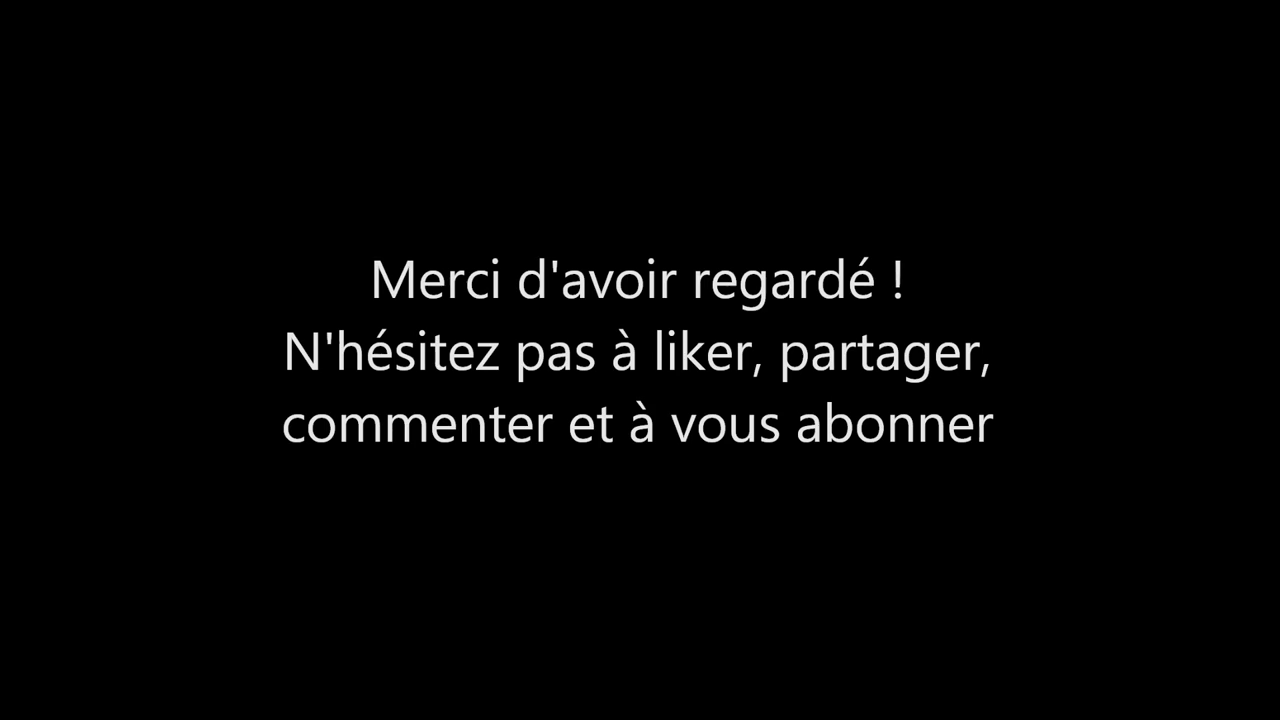 Merci d'avoir regardé !
N'hésitez pas à liker, partager,
commenter et à vous abonner